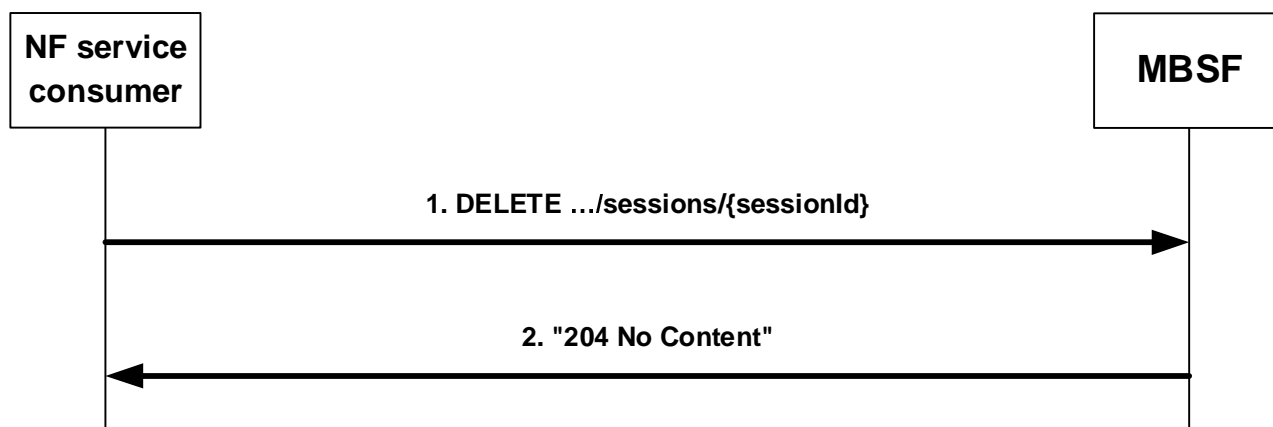 NF service
consumer
MBSF
1. DELETE …/sessions/{sessionId}
2. "204 No Content"